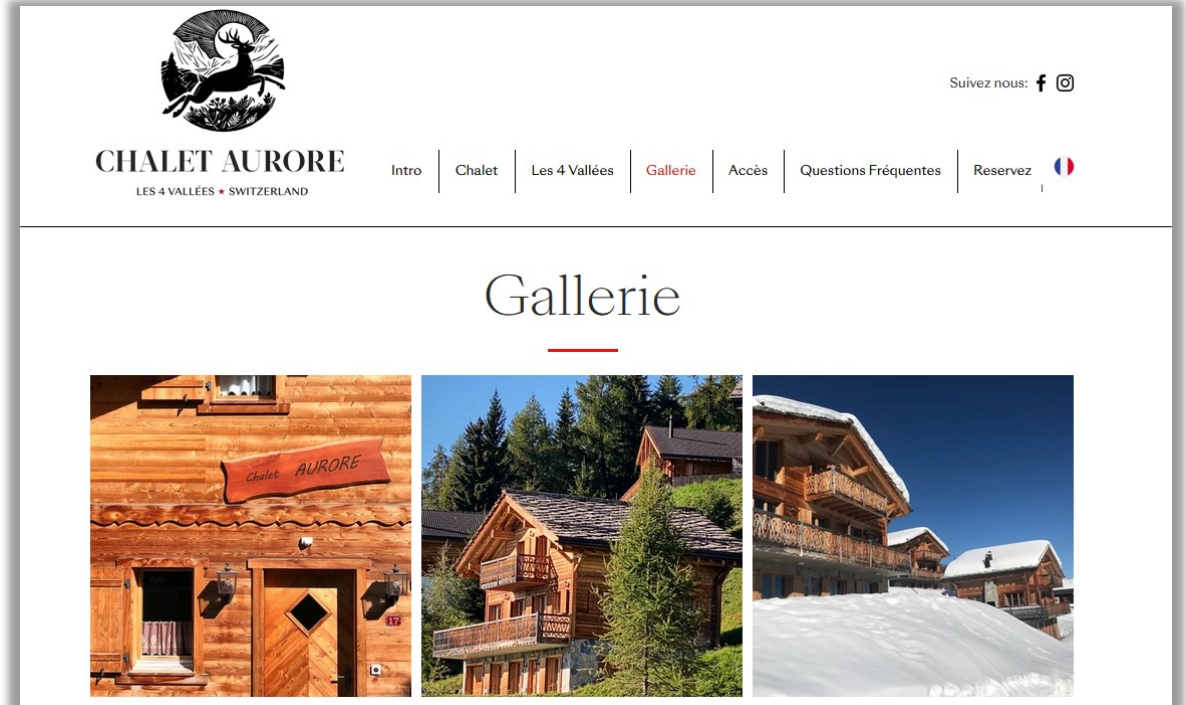 Suivez nous:
CHALET AURORE
LES 4 VALLÉES ★ SWITZERLAND
Intro
Chalet
Les 4 Vallées
Gallerie
Accès
Questions Fréquentes
Reservez
Gallerie
Chalet AURORE
17